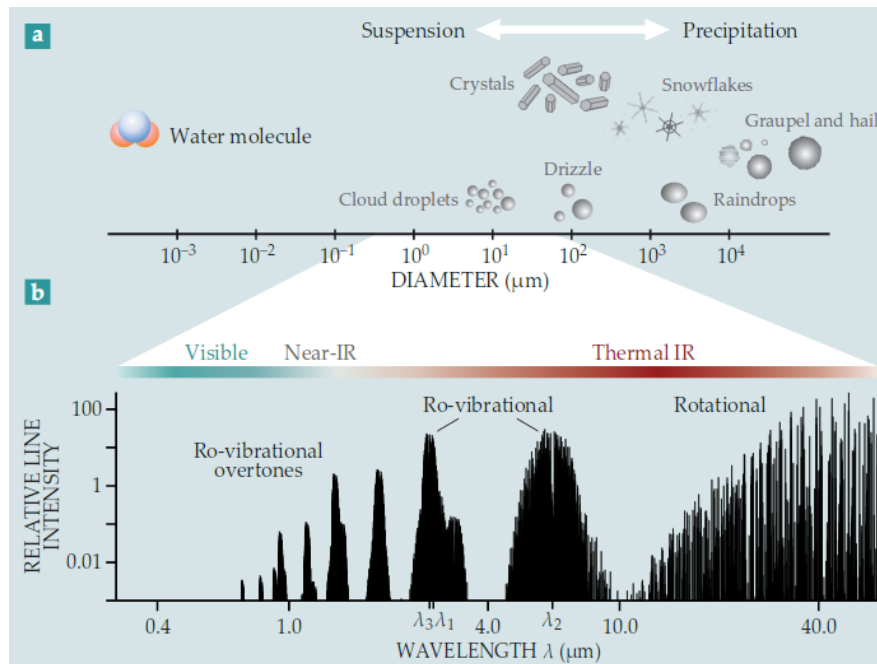 a
Suspension
Precipitation
Crystals
Snowflakes
Graupel and hail
Water molecule
Drizzle
Cloud droplets
Raindrops
10⁻³ 10⁻² 10⁻¹ 10⁰ 10¹ 10² 10³ 10⁴
DIAMETER (μm)
b
Visible Near-IR Thermal IR
Ro-vibrational Rotational
Ro-vibrational
overtones
RELATIVE LINE
INTENSITY
100
1
0.01
0.4 1.0 λ₃ λ₁ 4.0 λ₂ 10.0 40.0
WAVELENGTH λ (μm)